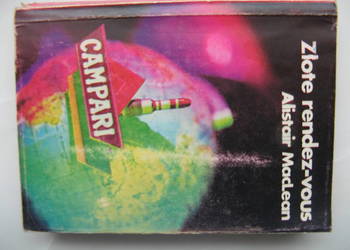 Złote rendez-vous
Alistair MacLean
CAMPARI